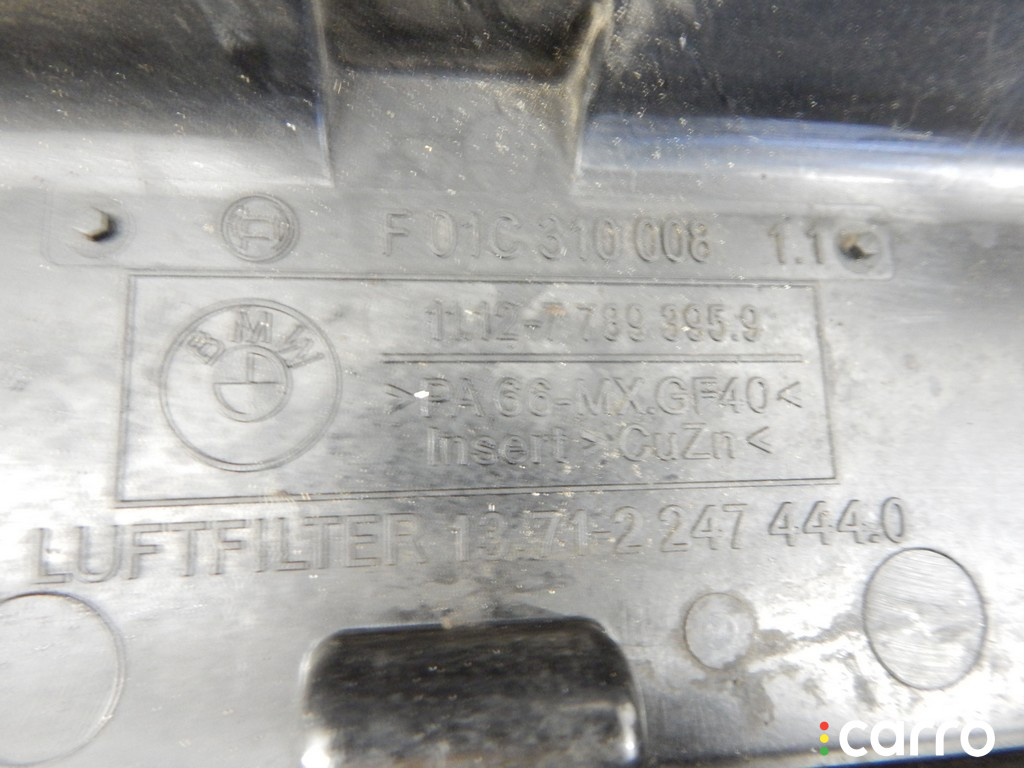 F 01C 310 008 1.1
BMW
11.12-7 789 395.9
>PA 66-MX.GF40<
Insert >:CuZn<
LUFTFILTER 13.71-2 247 444.0
carro